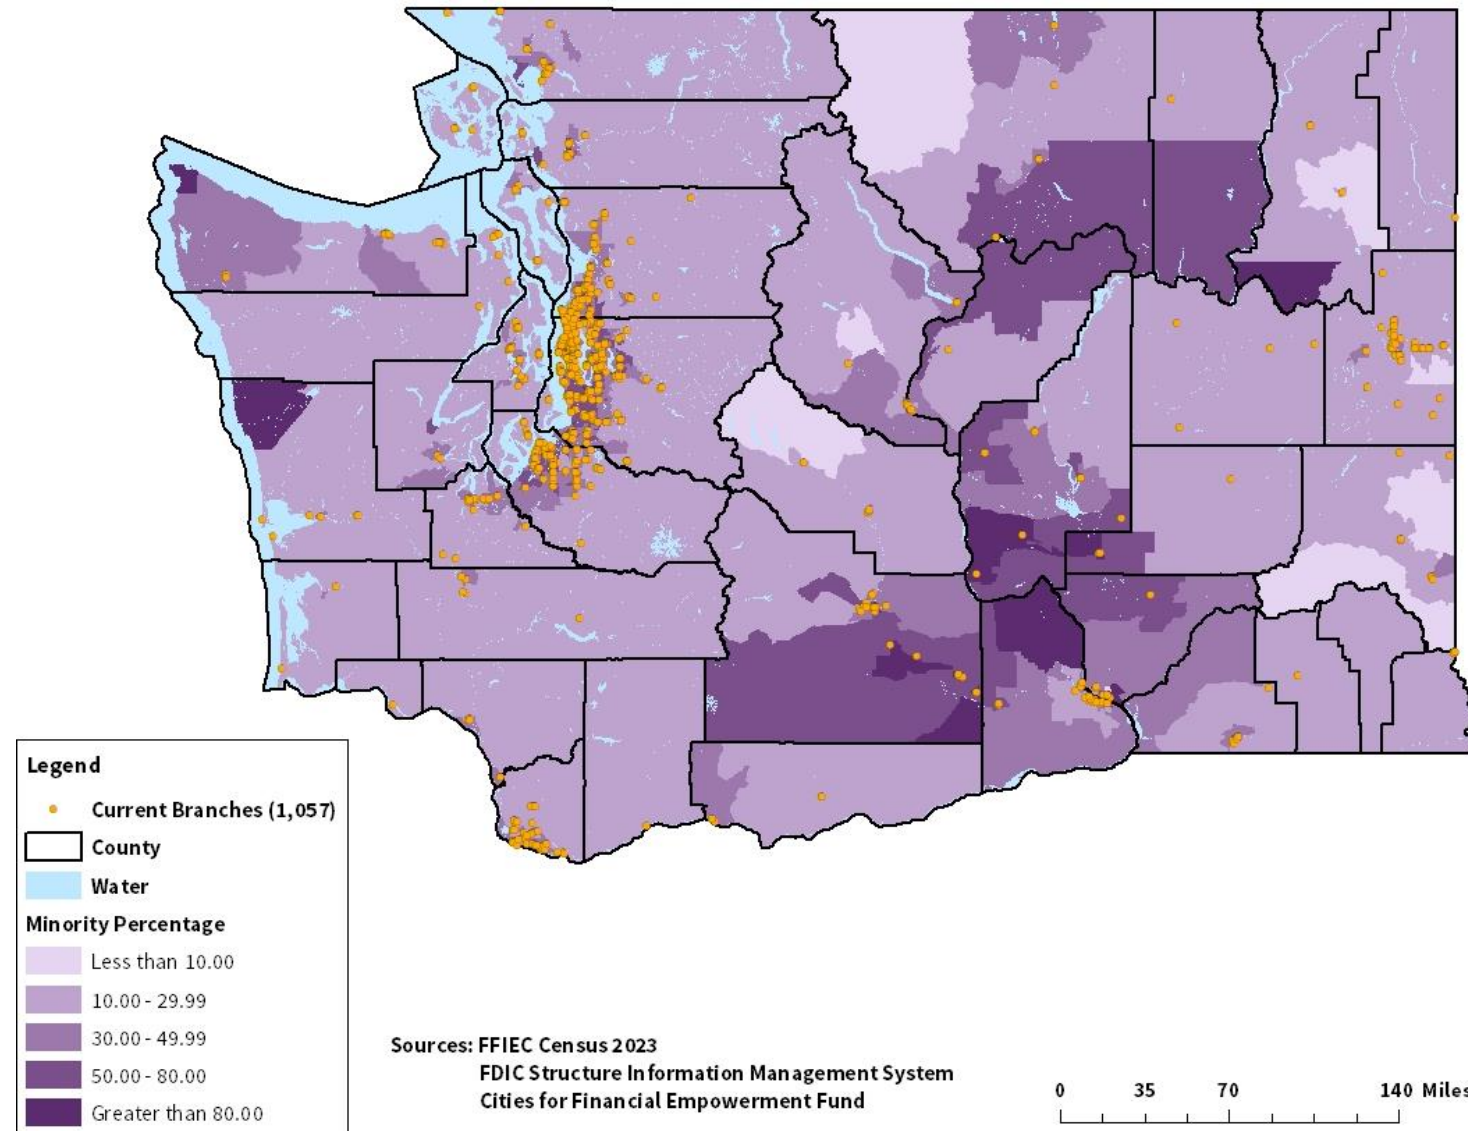 Legend
Current Branches (1,057)
County
Water
Minority Percentage
Less than 10.00
10.00 - 29.99
30.00 - 49.99
50.00 - 80.00
Greater than 80.00
Sources: FFIEC Census 2023
FDIC Structure Information Management System
Cities for Financial Empowerment Fund
0 35 70 140 Miles